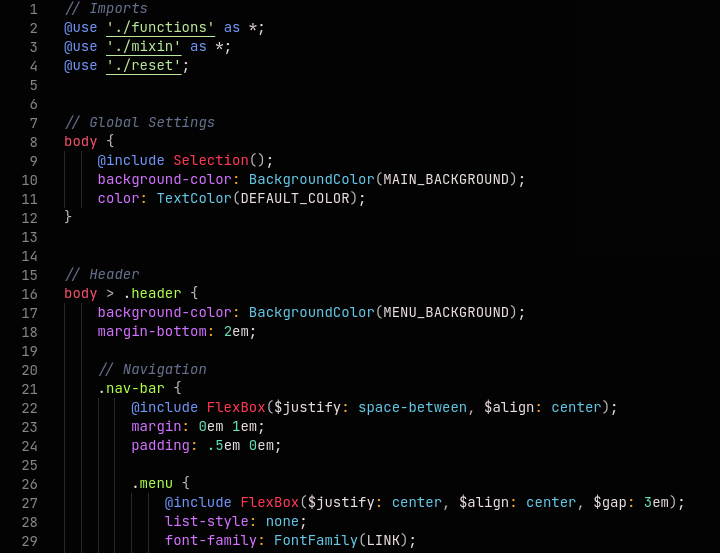 1 // Imports
2 @use './functions' as *;
3 @use './mixin' as *;
4 @use './reset';
5
6
7 // Global Settings
8 body {
9     @include Selection();
10     background-color: BackgroundColor(MAIN_BACKGROUND);
11     color: TextColor(DEFAULT_COLOR);
12 }
13
14
15 // Header
16 body > .header {
17     background-color: BackgroundColor(MENU_BACKGROUND);
18     margin-bottom: 2em;
19
20     // Navigation
21     .nav-bar {
22         @include FlexBox($justify: space-between, $align: center);
23         margin: 0em 1em;
24         padding: .5em 0em;
25
26         .menu {
27             @include FlexBox($justify: center, $align: center, $gap: 3em);
28             list-style: none;
29             font-family: FontFamily(LINK);